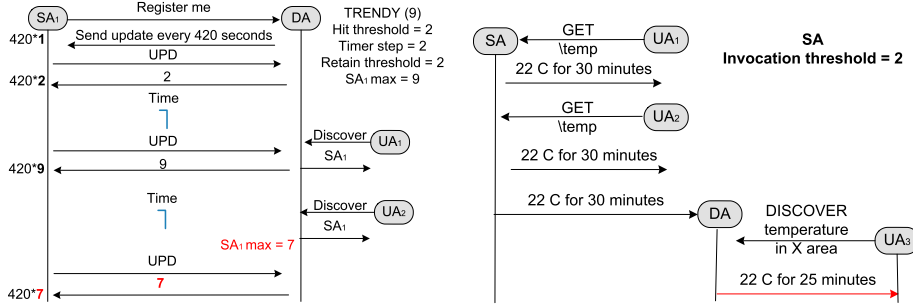 SA1
Register me
DA
TRENDY (9)
Hit threshold = 2
Timer step = 2
Retain threshold = 2
SA1 max = 9
420*1
Send update every 420 seconds
UPD
420*2
2
Time
UPD
Discover
UA1
SA1
420*9
9
Time
Discover
UA2
SA1
SA1 max = 7
UPD
7
420*7
SA
GET
\temp
UA1
SA
Invocation threshold = 2
22 C for 30 minutes
GET
\temp
UA2
22 C for 30 minutes
22 C for 30 minutes
DA
DISCOVER
temperature
in X area
UA3
22 C for 25 minutes